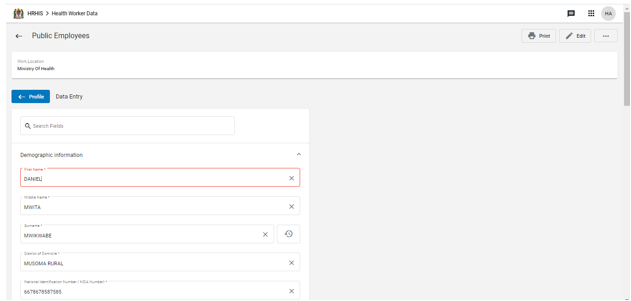 HRHIS > Health Worker Data
HA
Public Employees
Print
Edit
Work Location
Ministry Of Health
Profile
Data Entry
Search Fields
Demographic information
First Name *
DANIEL
Middle Name *
MWITA
Surname *
MWIKWABE
District of Domicile *
MUSOMA RURAL
National Identification Number ( NIDA Number) *
6678678587585